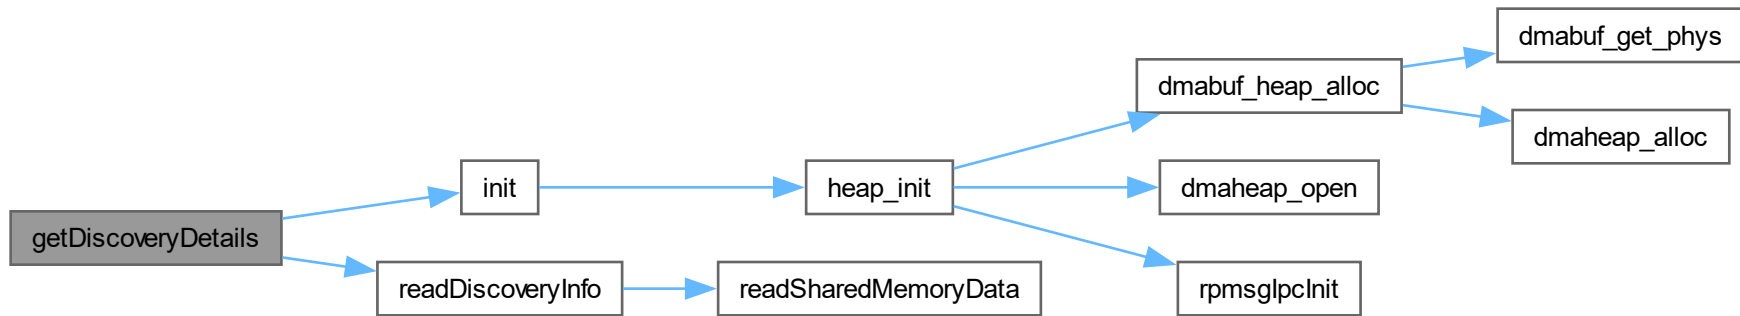 getDiscoveryDetails
init
readDiscoveryInfo
heap_init
readSharedMemoryData
dmabuf_heap_alloc
dmaheap_open
rpmsgIpcInit
dmabuf_get_phys
dmaheap_alloc